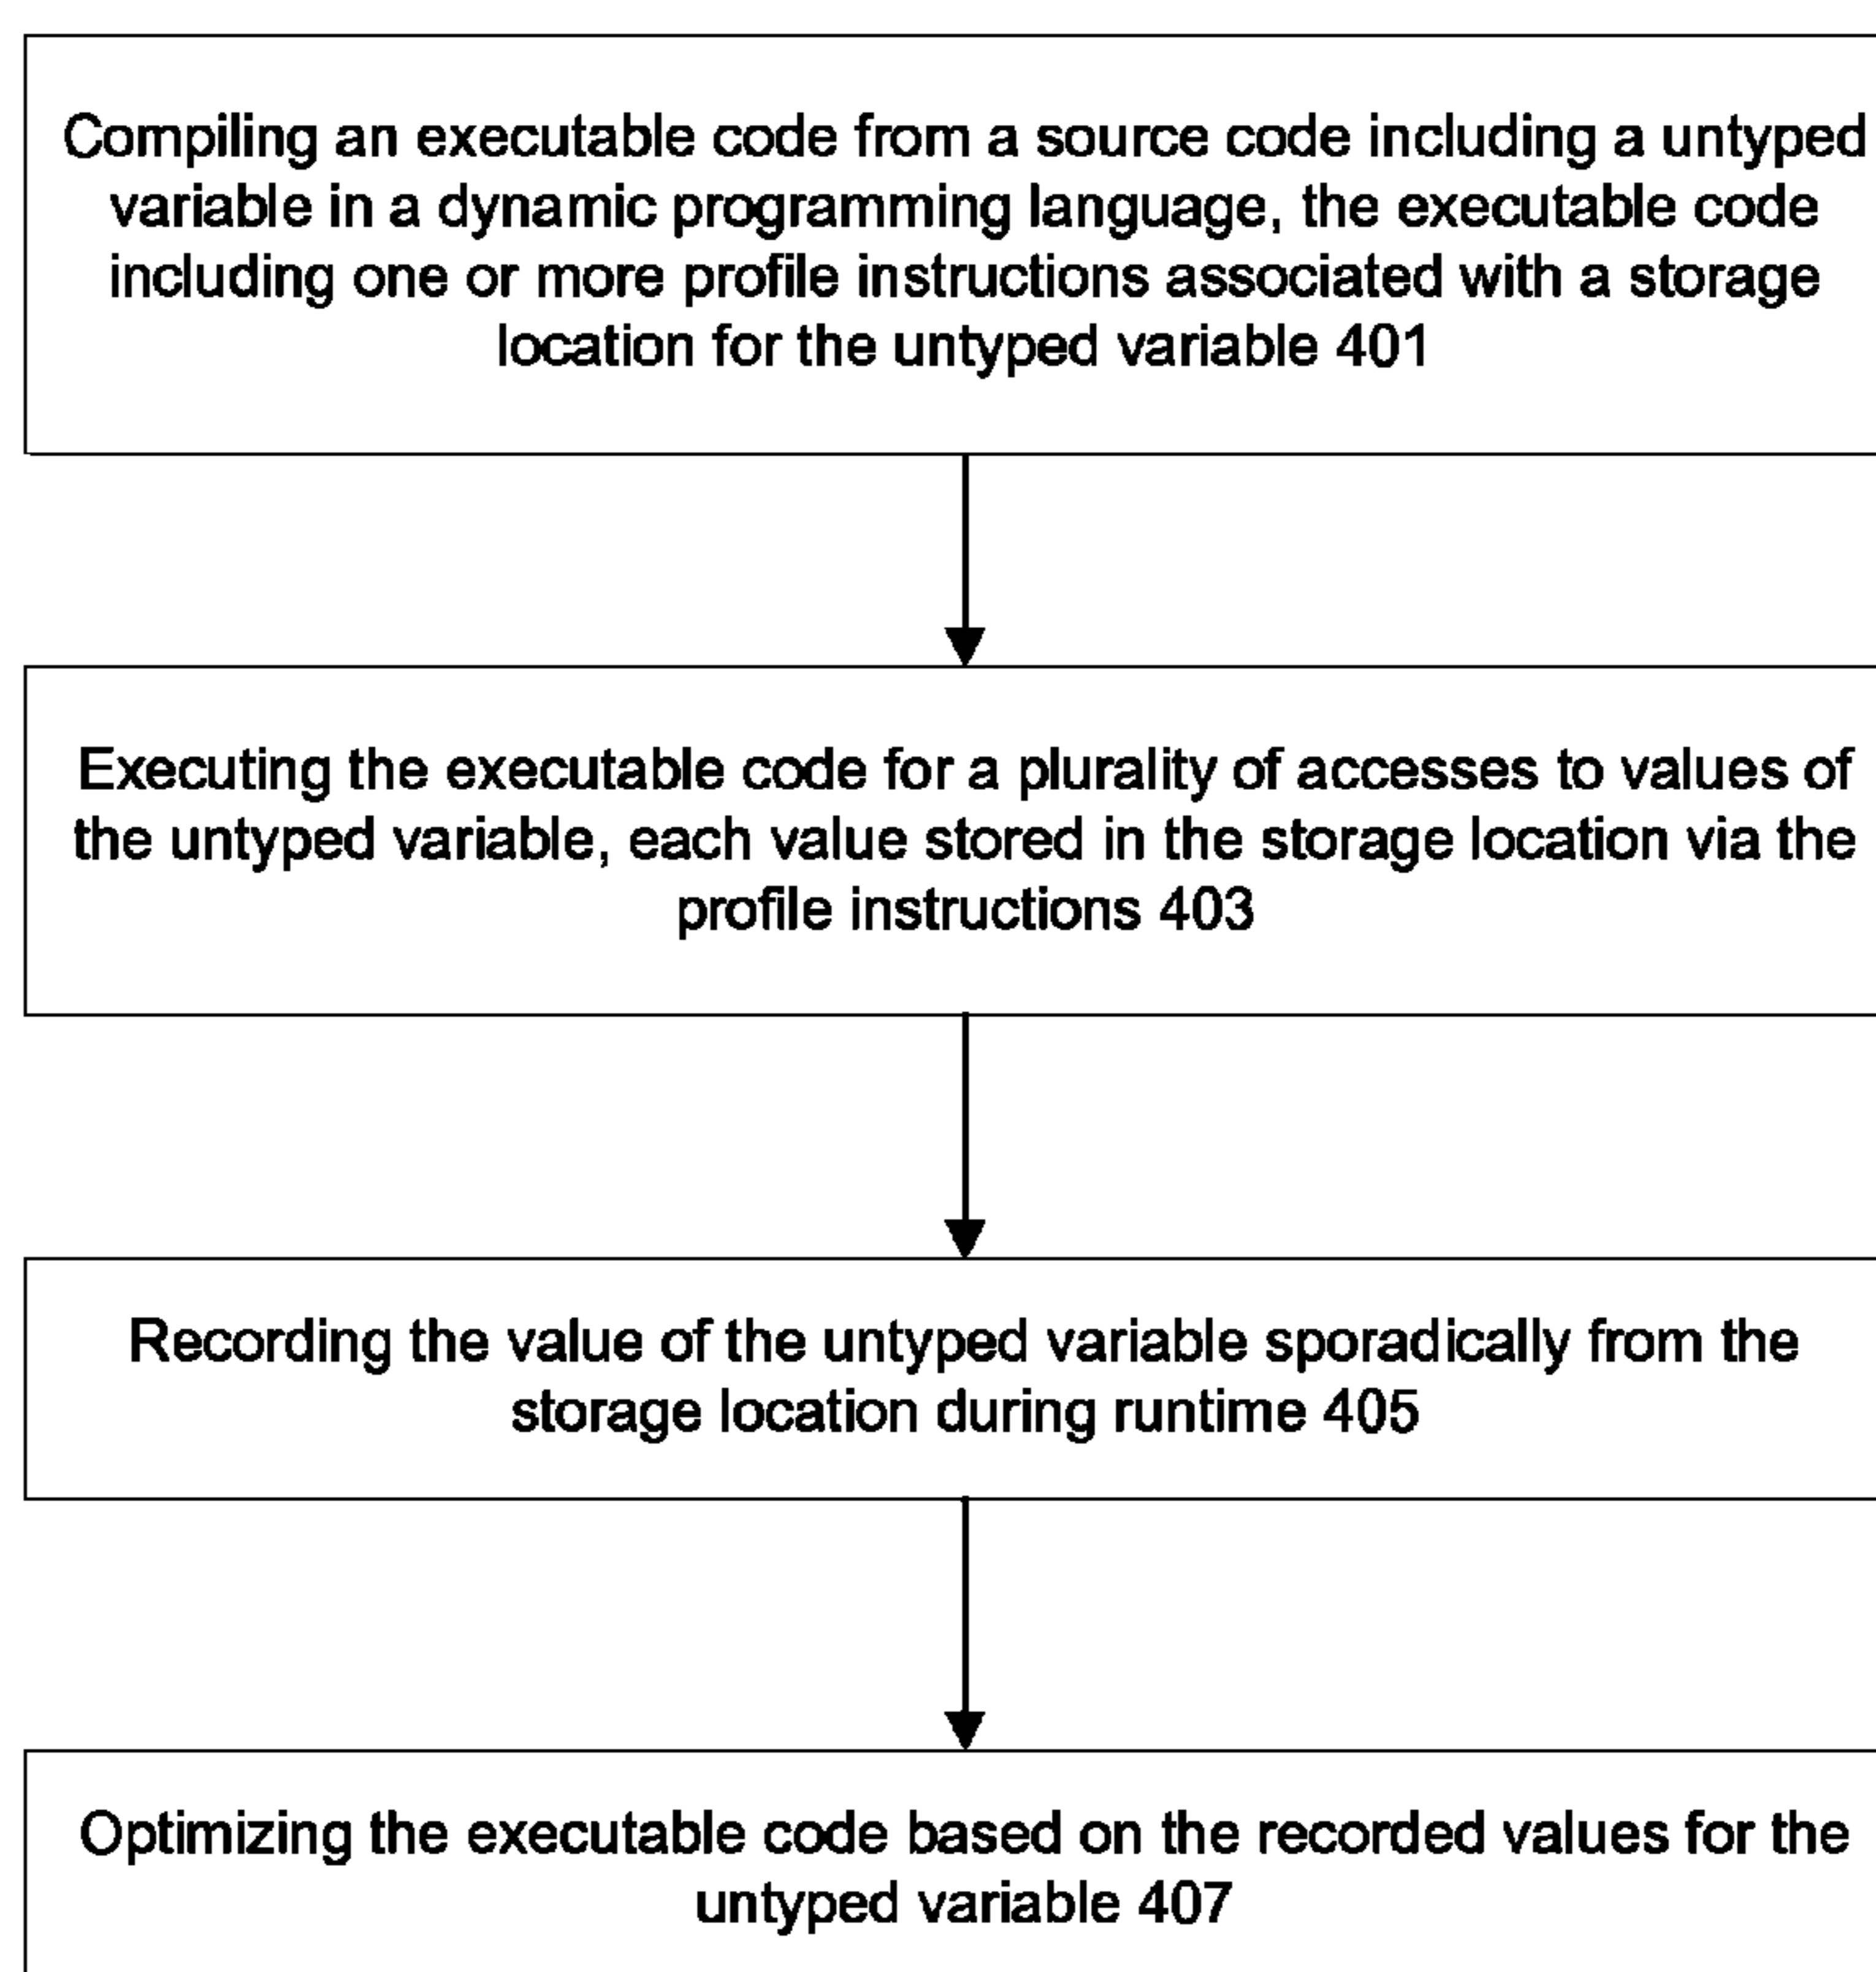 Compiling an executable code from a source code including a untyped
variable in a dynamic programming language, the executable code
including one or more profile instructions associated with a storage
location for the untyped variable 401
Executing the executable code for a plurality of accesses to values of
the untyped variable, each value stored in the storage location via the
profile instructions 403
Recording the value of the untyped variable sporadically from the
storage location during runtime 405
Optimizing the executable code based on the recorded values for the
untyped variable 407